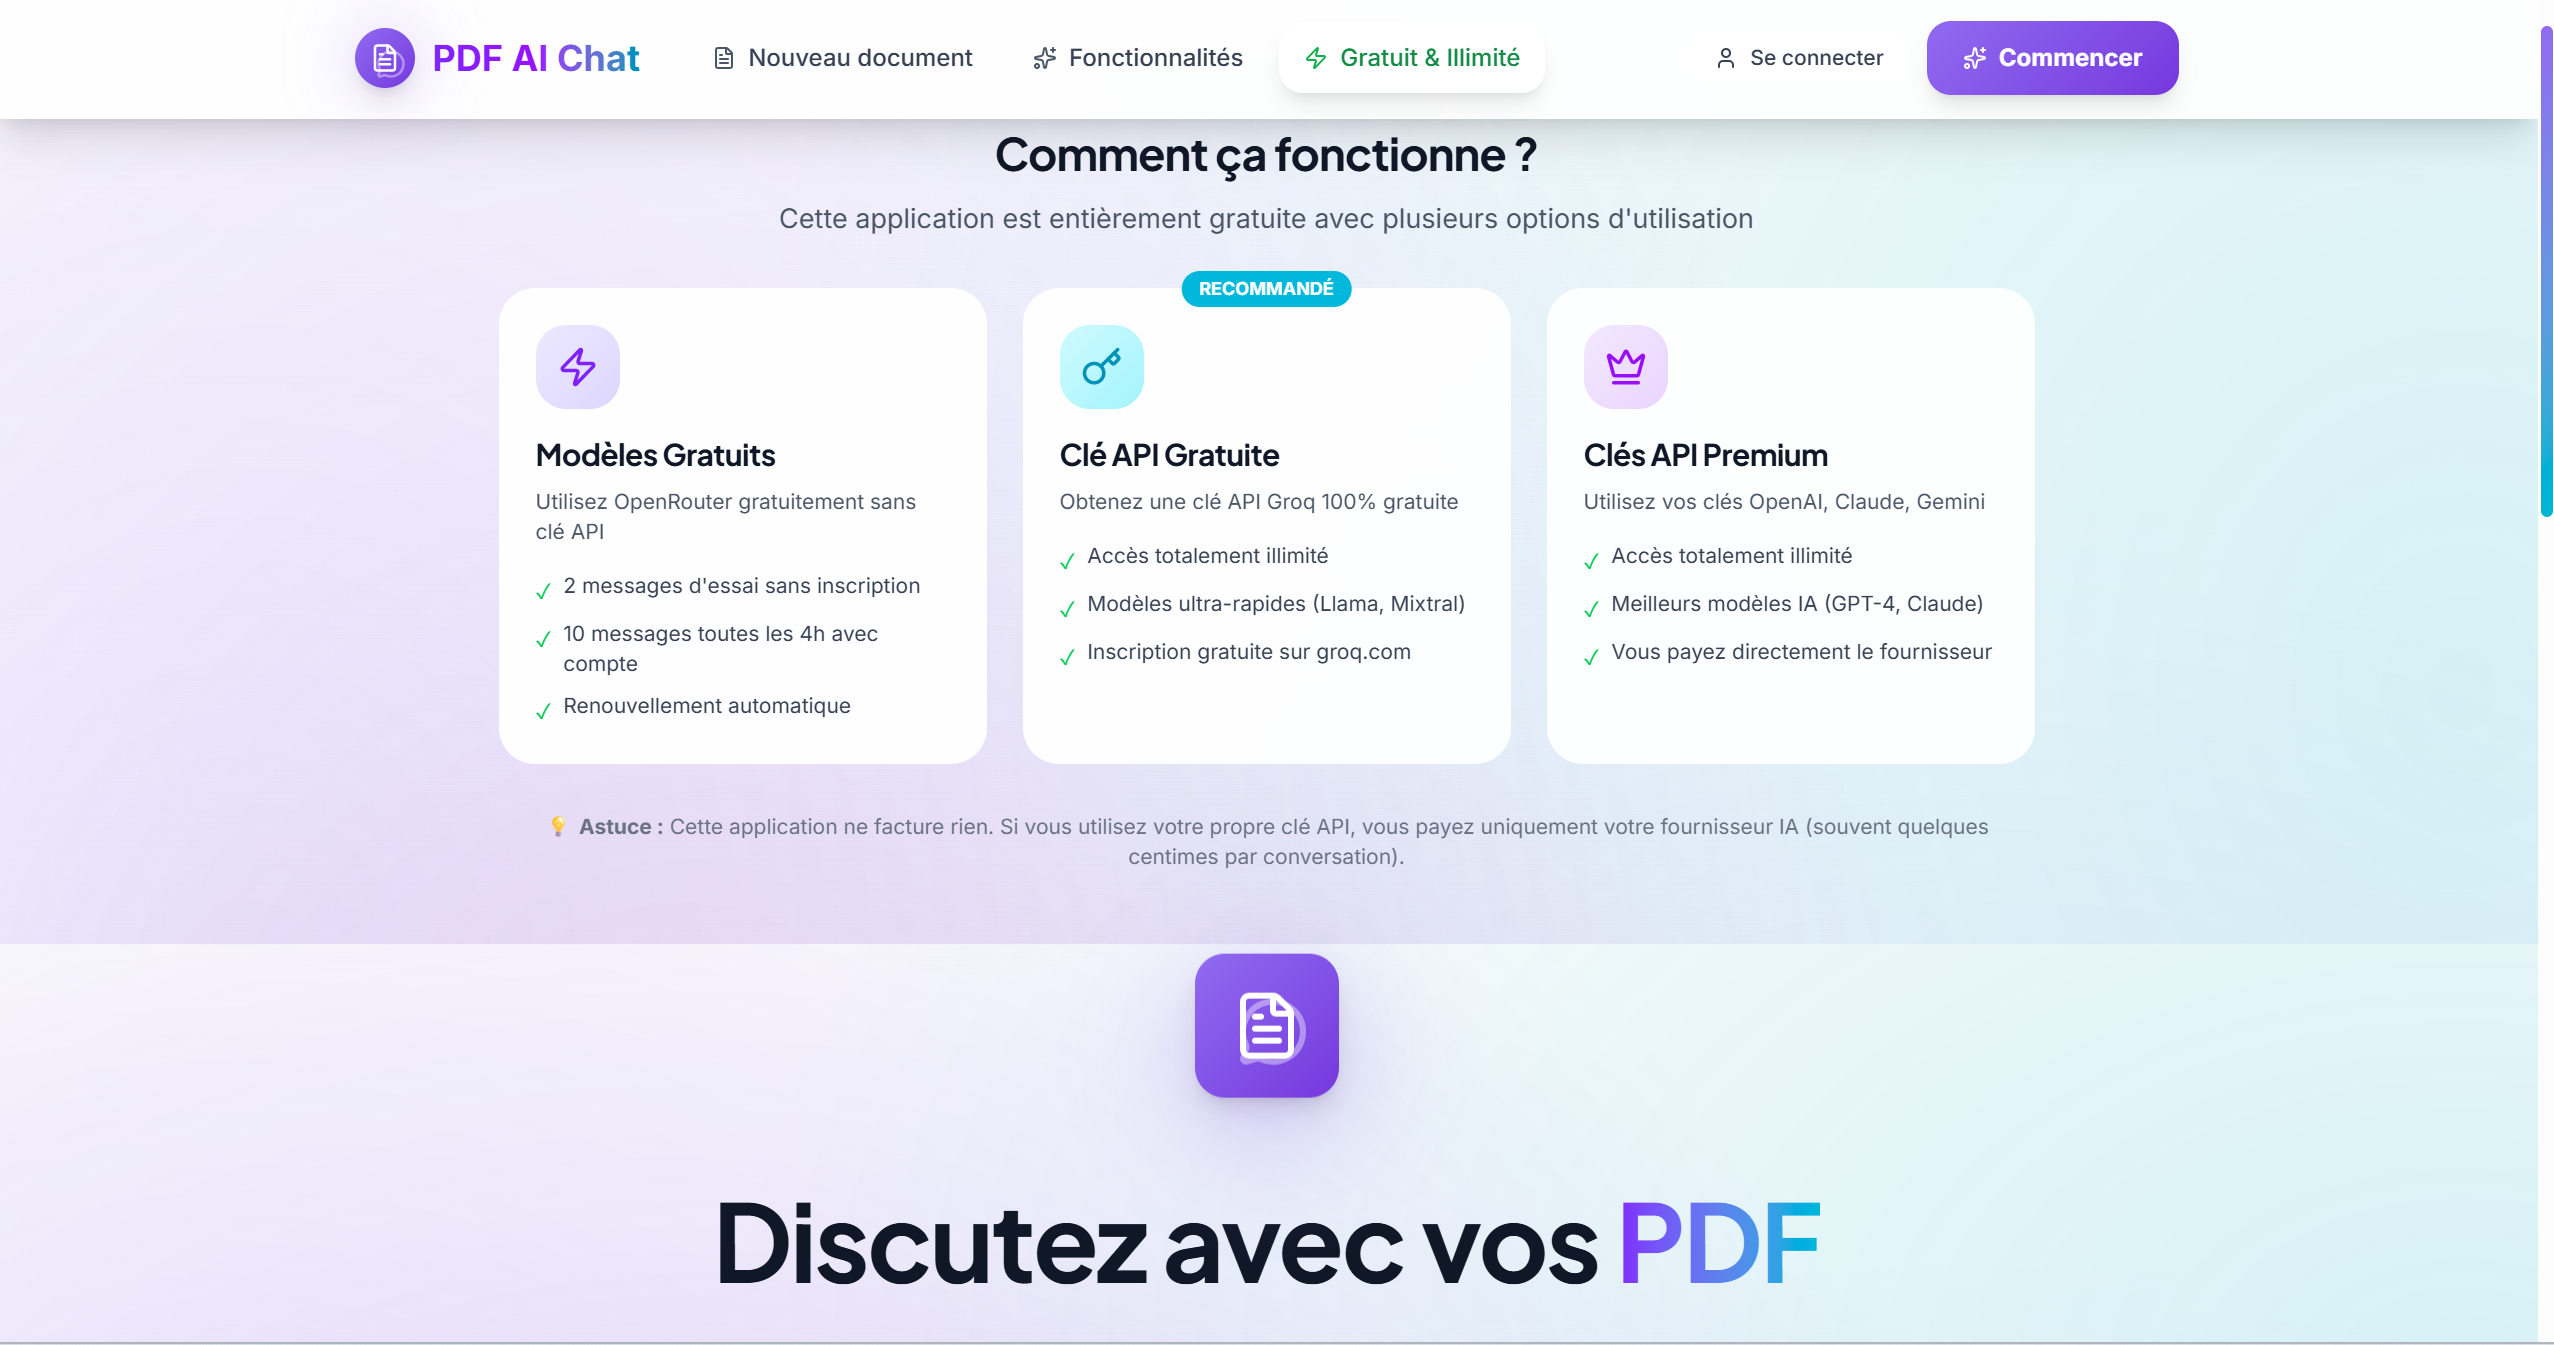 PDF AI Chat
Nouveau document
Fonctionnalités
Gratuit & Illimité
Se connecter
Commencer
Comment ça fonctionne ?
Cette application est entièrement gratuite avec plusieurs options d'utilisation
Modèles Gratuits
Utilisez OpenRouter gratuitement sans
clé API
✓ 2 messages d'essai sans inscription
✓ 10 messages toutes les 4h avec
compte
✓ Renouvellement automatique
RECOMMANDÉ
Clé API Gratuite
Obtenez une clé API Groq 100% gratuite
✓ Accès totalement illimité
✓ Modèles ultra-rapides (Llama, Mixtral)
✓ Inscription gratuite sur groq.com
Clés API Premium
Utilisez vos clés OpenAI, Claude, Gemini
✓ Accès totalement illimité
✓ Meilleurs modèles IA (GPT-4, Claude)
✓ Vous payez directement le fournisseur
💡 Astuce : Cette application ne facture rien. Si vous utilisez votre propre clé API, vous payez uniquement votre fournisseur IA (souvent quelques
centimes par conversation).
Discutez avec vos PDF